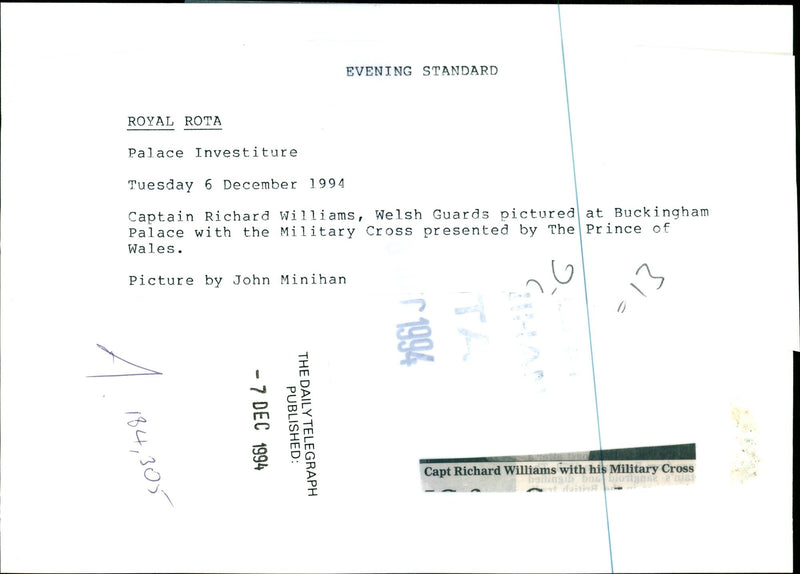 EVENING STANDARD
ROYAL ROTA
Palace Investiture
Tuesday 6 December 1994
Captain Richard Williams, Welsh Guards pictured at Buckingham
Palace with the Military Cross presented by The Prince of
Wales.
Picture by John Minihan
26
13
1994
184,305
THE DAILY TELEGRAPH
PUBLISHED:
- 7 DEC 1994
Capt Richard Williams with his Military Cross